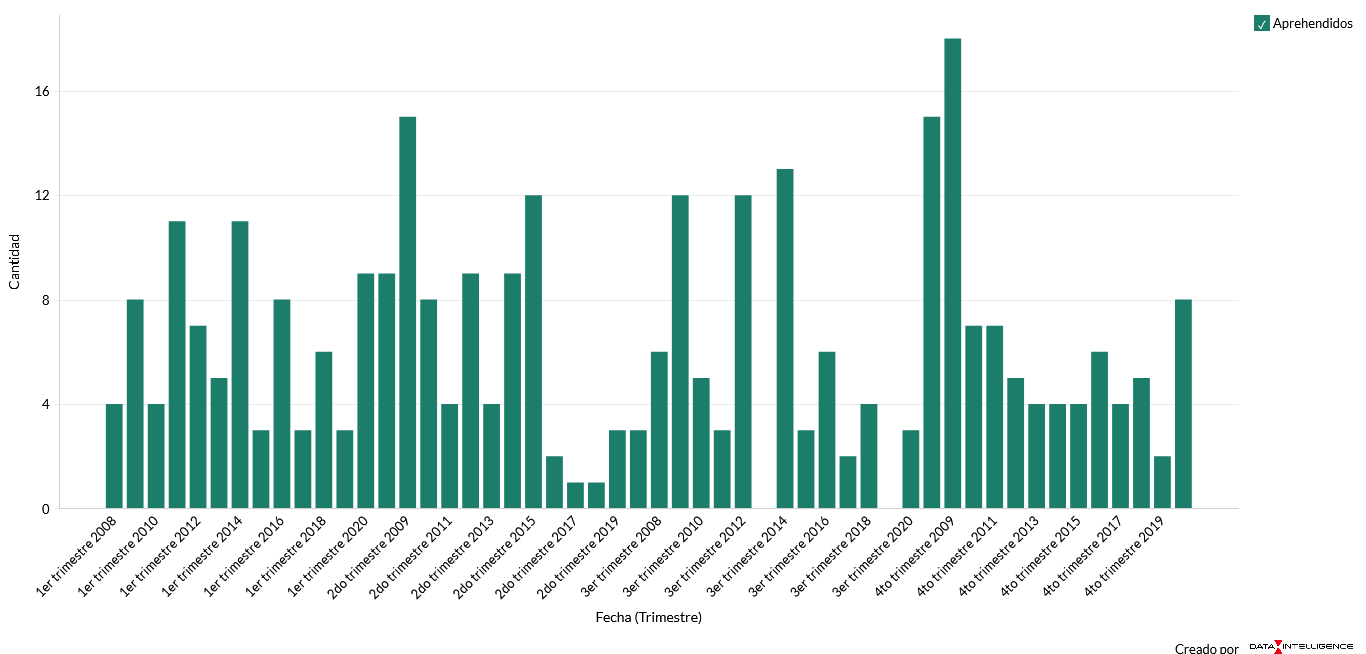 Aprehendidos
Cantidad
16
12
8
4
0
1er trimestre 2008
1er trimestre 2010
1er trimestre 2012
1er trimestre 2014
1er trimestre 2016
1er trimestre 2018
1er trimestre 2020
2do trimestre 2009
2do trimestre 2011
2do trimestre 2013
2do trimestre 2015
2do trimestre 2017
2do trimestre 2019
3er trimestre 2008
3er trimestre 2010
3er trimestre 2012
3er trimestre 2014
3er trimestre 2016
3er trimestre 2018
3er trimestre 2020
4to trimestre 2009
4to trimestre 2011
4to trimestre 2013
4to trimestre 2015
4to trimestre 2017
4to trimestre 2019
Fecha (Trimestre)
Creado por DATA INTELLIGENCE